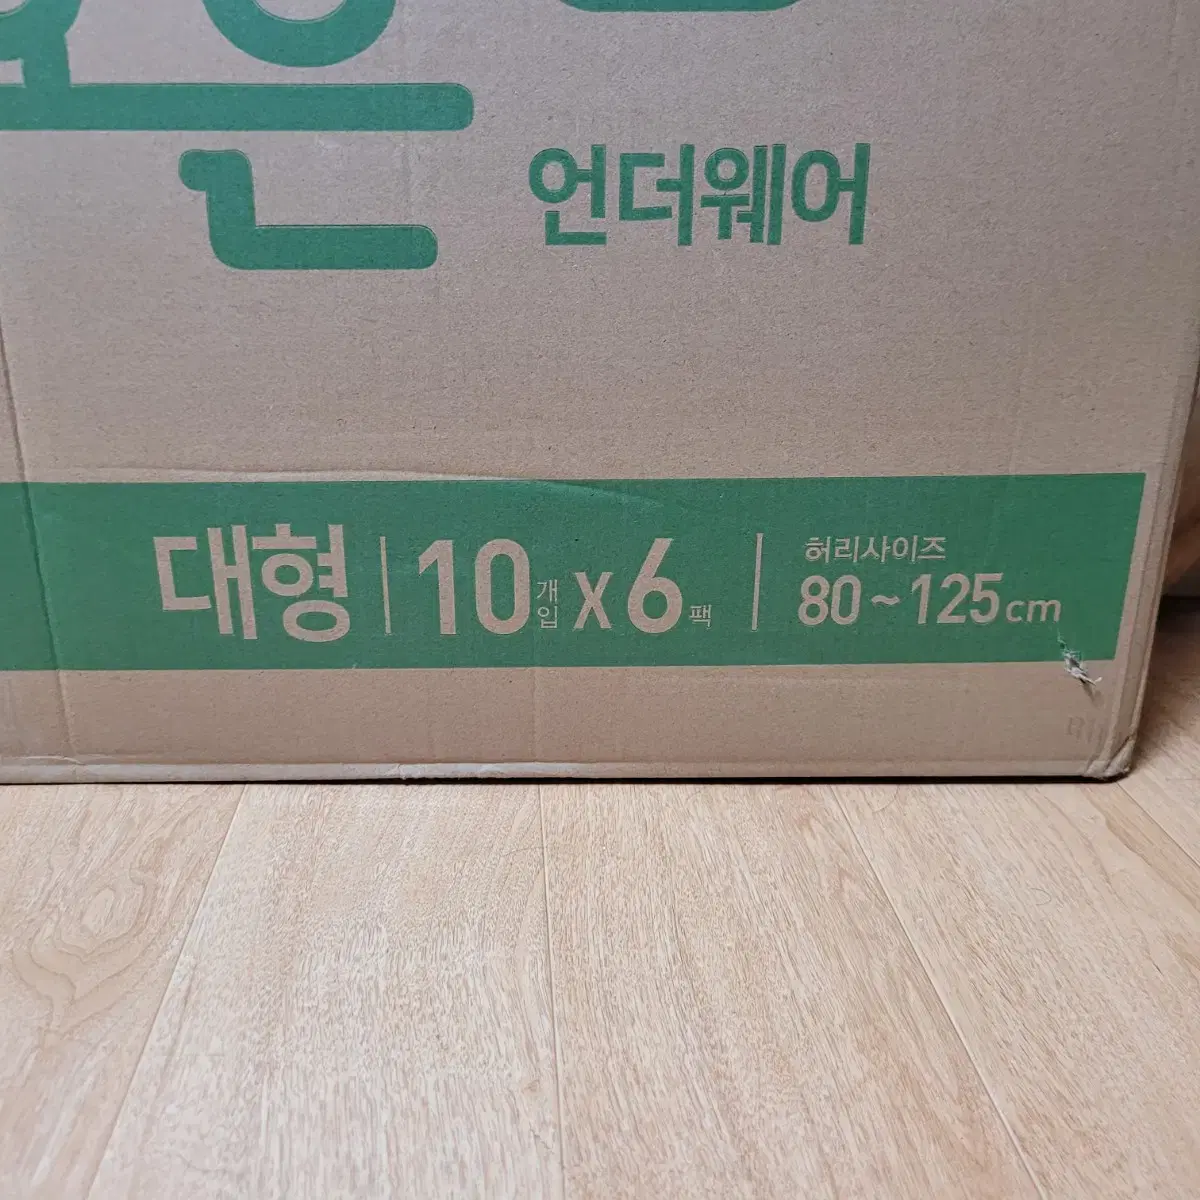 언더웨어
대형 | 10개입 x 6팩 | 허리사이즈
80 ~ 125cm